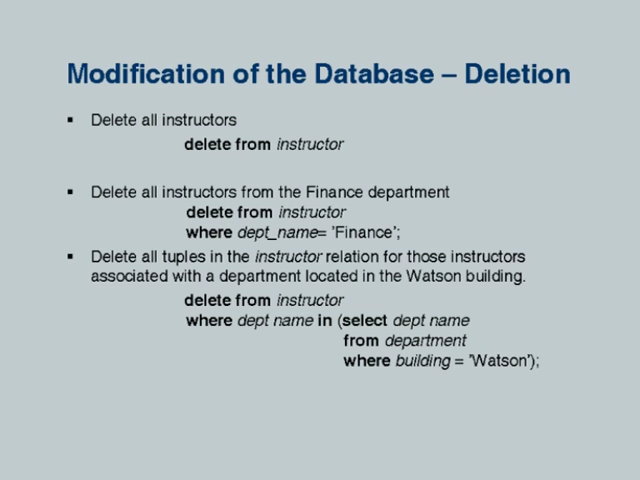 Modification of the Database – Deletion
▪ Delete all instructors
delete from instructor
▪ Delete all instructors from the Finance department
delete from instructor
where dept_name= ’Finance’;
▪ Delete all tuples in the instructor relation for those instructors
associated with a department located in the Watson building.
delete from instructor
where dept name in (select dept name
from department
where building = ’Watson’);